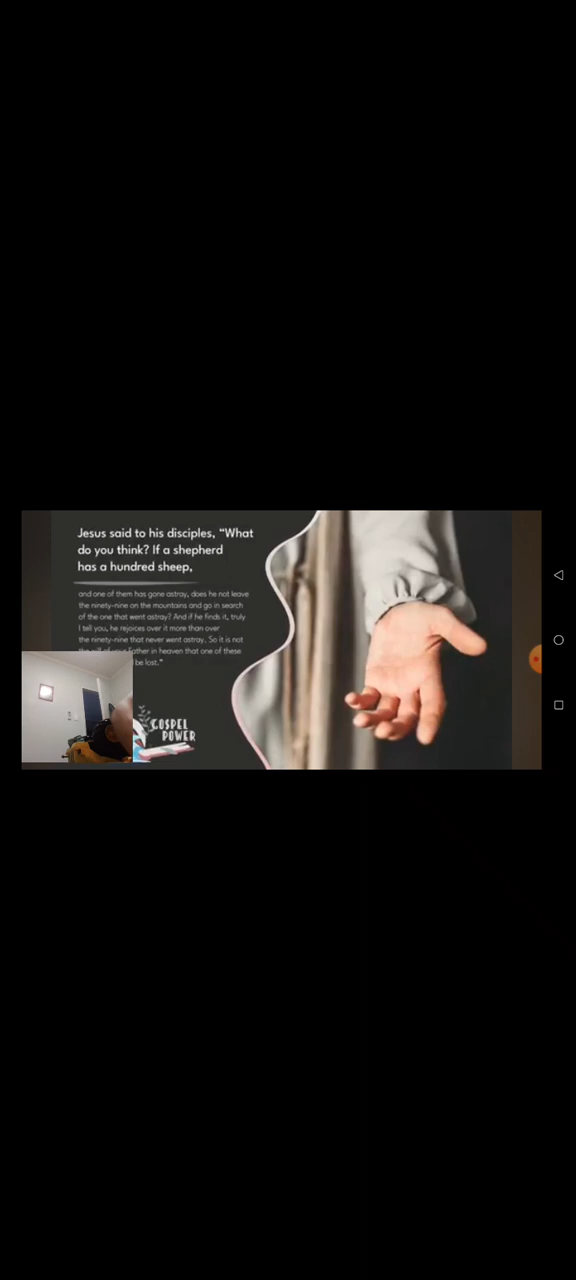 Jesus said to his disciples, “What
do you think? If a shepherd
has a hundred sheep,
and one of them has gone astray, does he not leave
the ninety-nine on the mountains and go in search
of the one that went astray? And if he finds it, truly
I tell you, he rejoices over it more than over
the ninety-nine that never went astray. So it is not
the will of your Father in heaven that one of these
be lost.”
GOSPEL
POWER